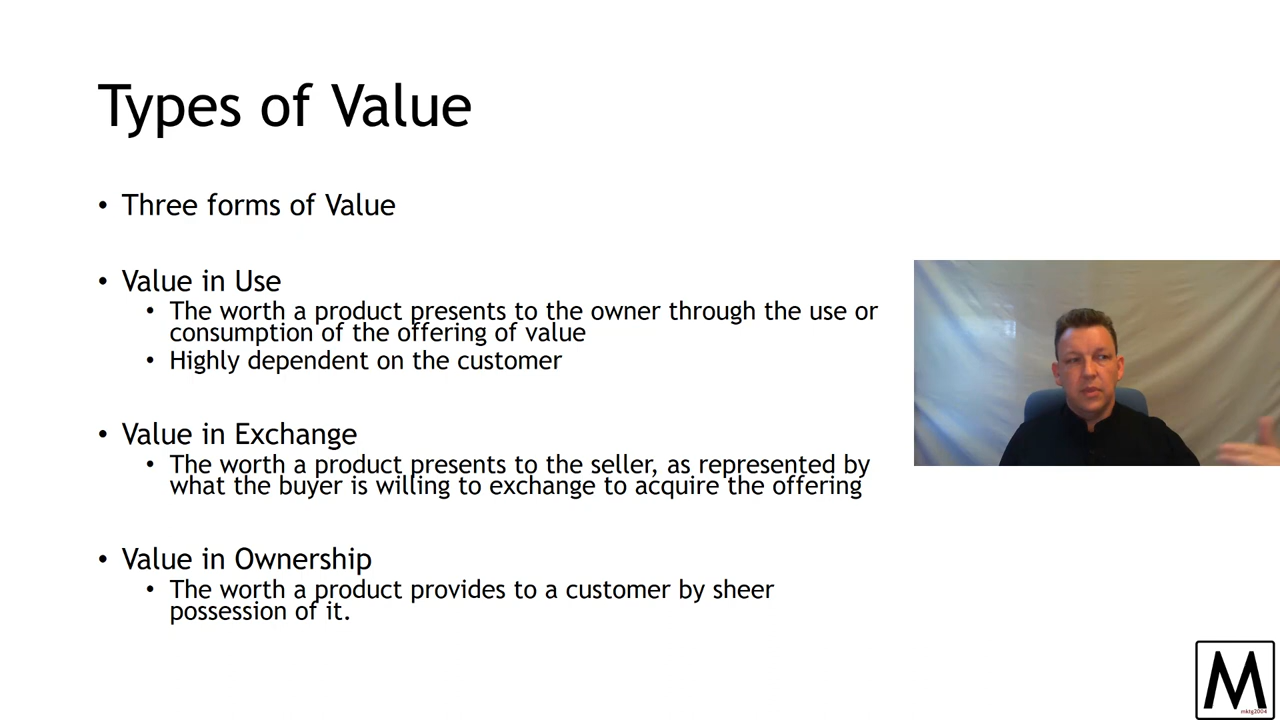 Types of Value
• Three forms of Value
• Value in Use
• The worth a product presents to the owner through the use or
consumption of the offering of value
• Highly dependent on the customer
• Value in Exchange
• The worth a product presents to the seller, as represented by
what the buyer is willing to exchange to acquire the offering
• Value in Ownership
• The worth a product provides to a customer by sheer
possession of it.
M
mktg2004